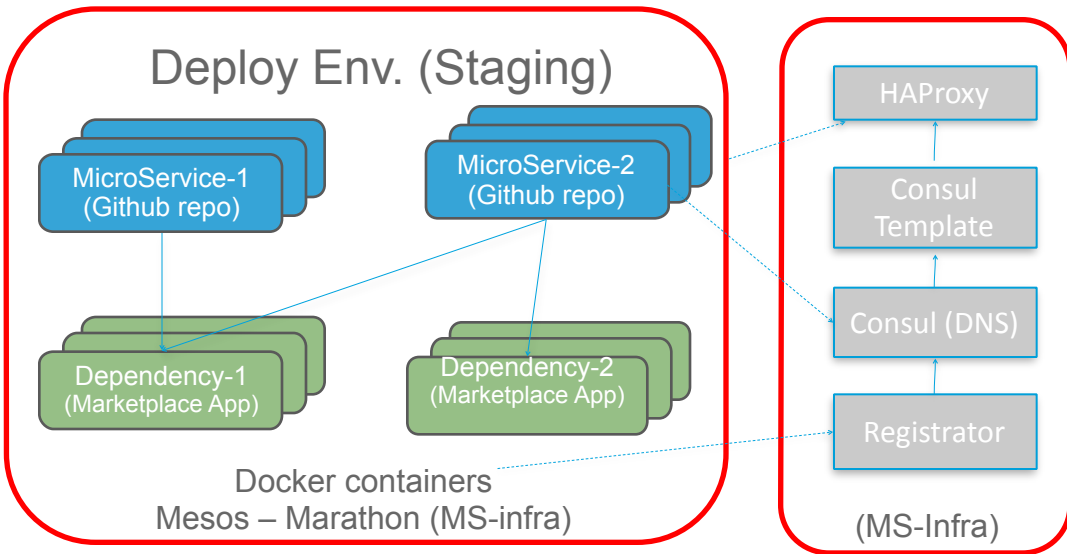 Deploy Env. (Staging)
MicroService-1
(Github repo)
MicroService-2
(Github repo)
Dependency-1
(Marketplace App)
Dependency-2
(Marketplace App)
Docker containers
Mesos – Marathon (MS-infra)
HAProxy
Consul
Template
Consul (DNS)
Registrator
(MS-Infra)